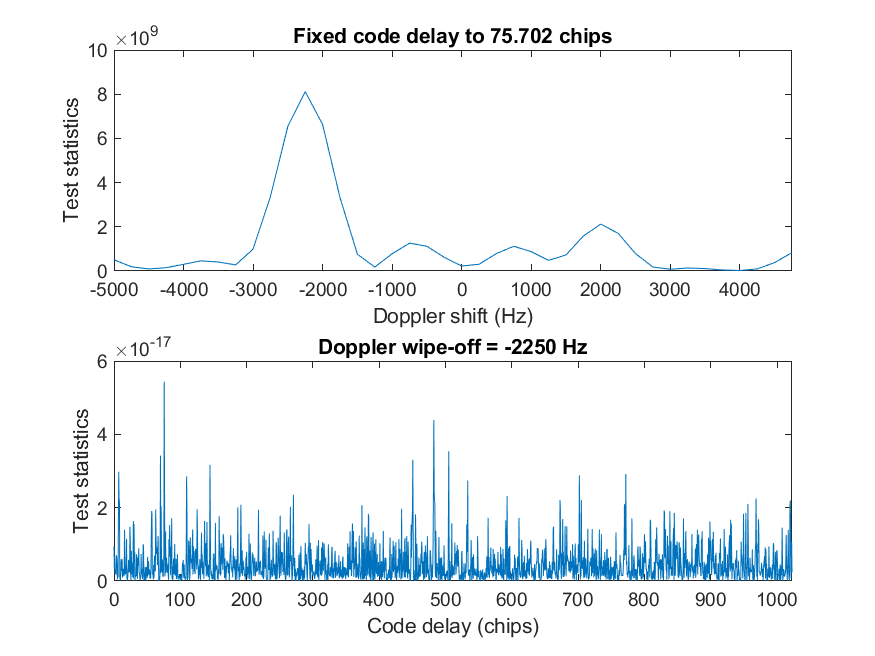 ×10^9
Fixed code delay to 75.702 chips
10
8
6
4
2
0
Test statistics
-5000 -4000 -3000 -2000 -1000 0 1000 2000 3000 4000
Doppler shift (Hz)
×10^-17
Doppler wipe-off = -2250 Hz
6
4
2
0
Test statistics
0 100 200 300 400 500 600 700 800 900 1000
Code delay (chips)